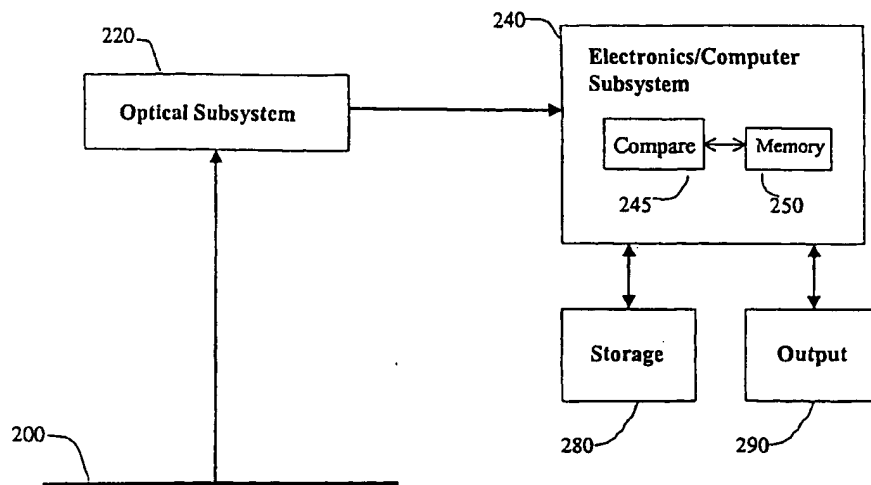 220
240
Optical Subsystem
Electronics/Computer
Subsystem
Compare
Memory
245
250
Storage
Output
200
280
290